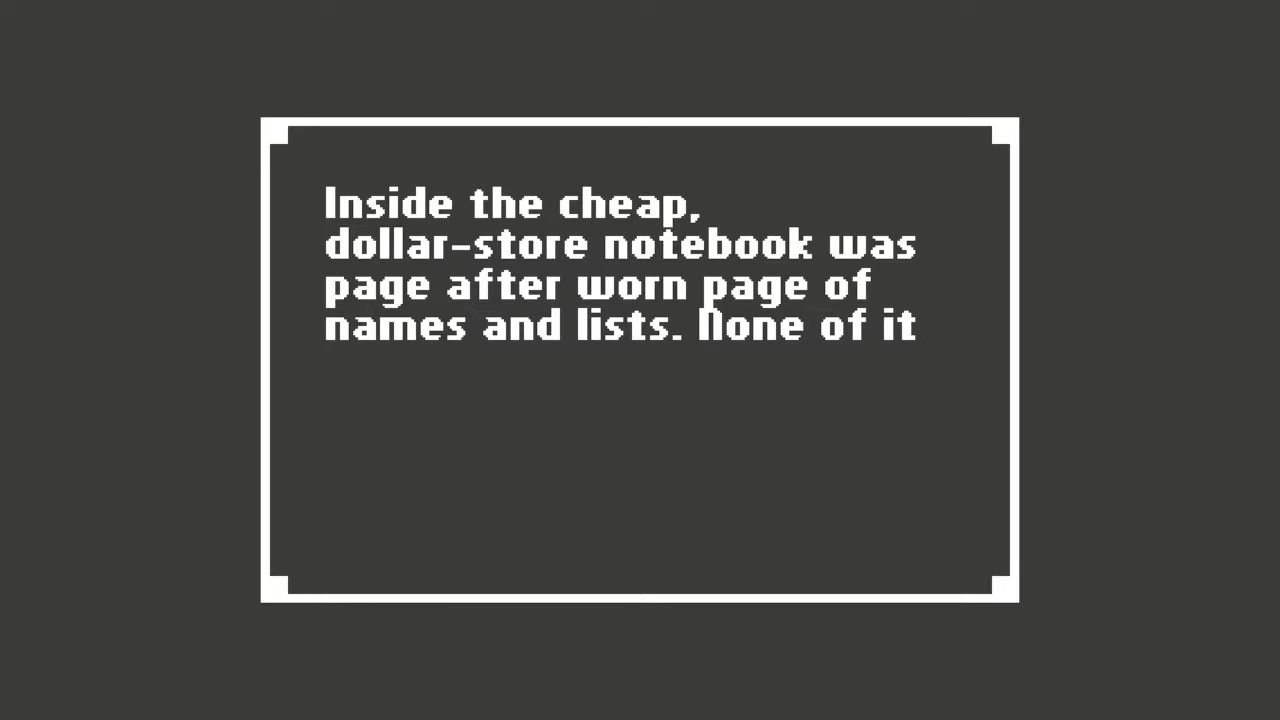 Inside the cheap,
dollar-store notebook was
page after worn page of
names and lists. None of it